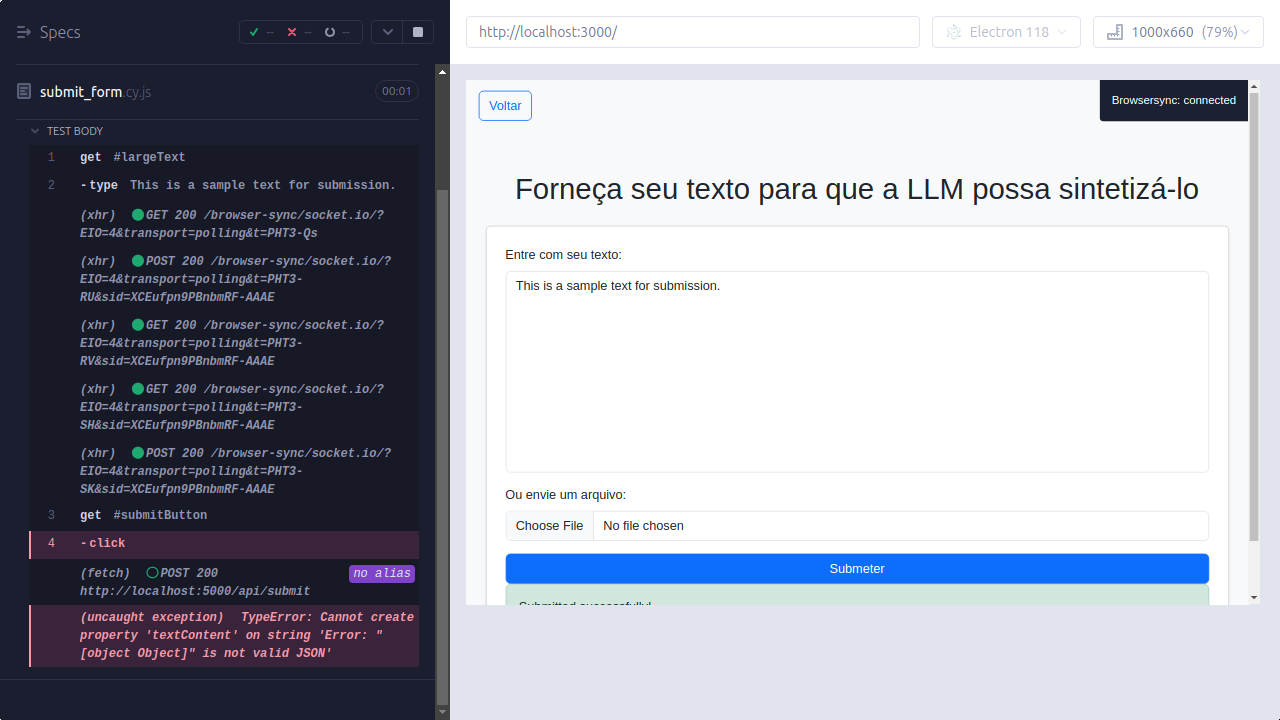 Specs
--
--
--
http://localhost:3000/
Electron 118
1000x660 (79%)
submit_form.cy.js
00:01
TEST BODY
1 get #largeText
2 -type This is a sample text for submission.
(xhr) GET 200 /browser-sync/socket.io/?
EIO=4&transport=polling&t=PHT3-Qs
(xhr) POST 200 /browser-sync/socket.io/?
EIO=4&transport=polling&t=PHT3-
RU&sid=XCEufpn9PBnbmRF-AAAE
(xhr) GET 200 /browser-sync/socket.io/?
EIO=4&transport=polling&t=PHT3-
RV&sid=XCEufpn9PBnbmRF-AAAE
(xhr) GET 200 /browser-sync/socket.io/?
EIO=4&transport=polling&t=PHT3-
SH&sid=XCEufpn9PBnbmRF-AAAE
(xhr) POST 200 /browser-sync/socket.io/?
EIO=4&transport=polling&t=PHT3-
SK&sid=XCEufpn9PBnbmRF-AAAE
3 get #submitButton
4 -click
(fetch) POST 200 no alias
http://localhost:5000/api/submit
(uncaught exception) TypeError: Cannot create
property 'textContent' on string 'Error: "
[object Object]" is not valid JSON'
Voltar
Browsersync: connected
Forneça seu texto para que a LLM possa sintetizá-lo
Entre com seu texto:
This is a sample text for submission.
Ou envie um arquivo:
Choose File No file chosen
Submeter
Submitted successfully!